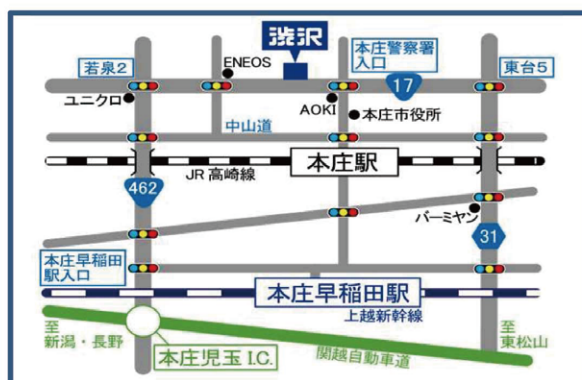 渋沢
ENEOS
本庄警察署
入口
若泉2
17
東台5
ユニクロ
AOKI
本庄市役所
中山道
本庄駅
JR高崎線
462
バーミヤン
31
本庄早稲田
駅入口
本庄早稲田駅
上越新幹線
至
新潟・長野
本庄児玉I.C.
関越自動車道
至
東松山